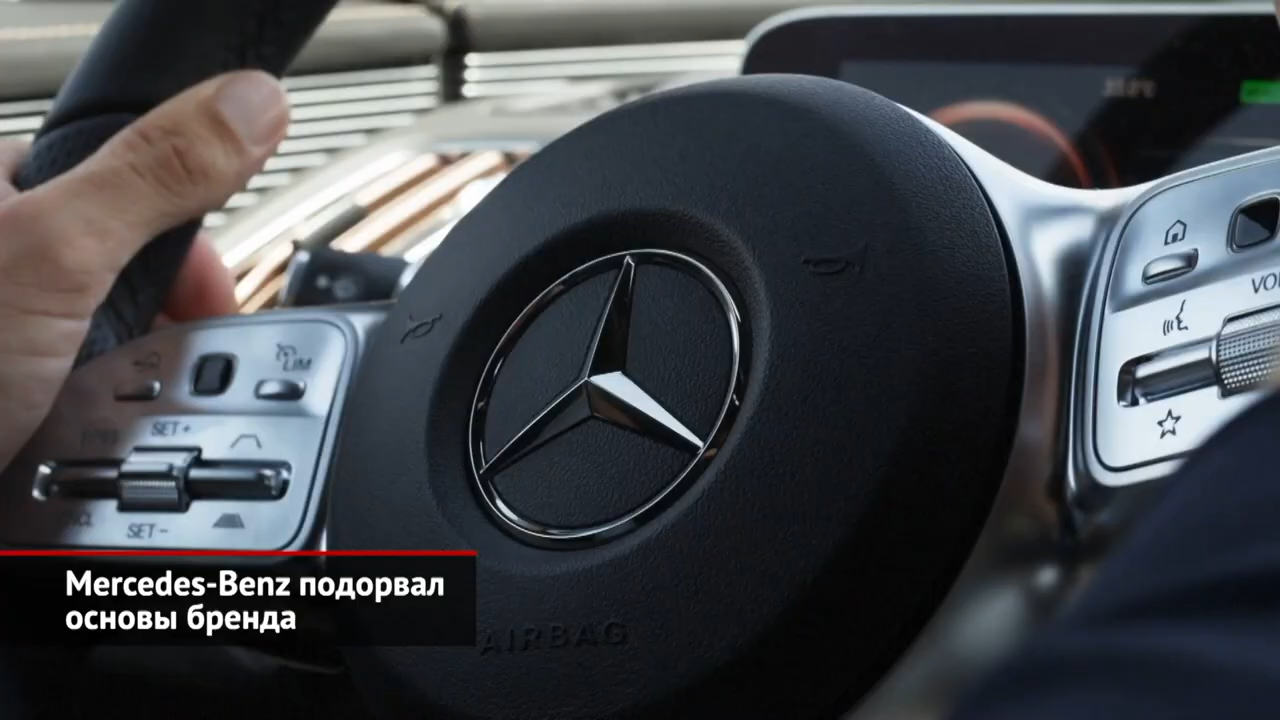 VOL
LIM
SET +
SET -
AIRBAG
Mercedes-Benz подорвал
основы бренда